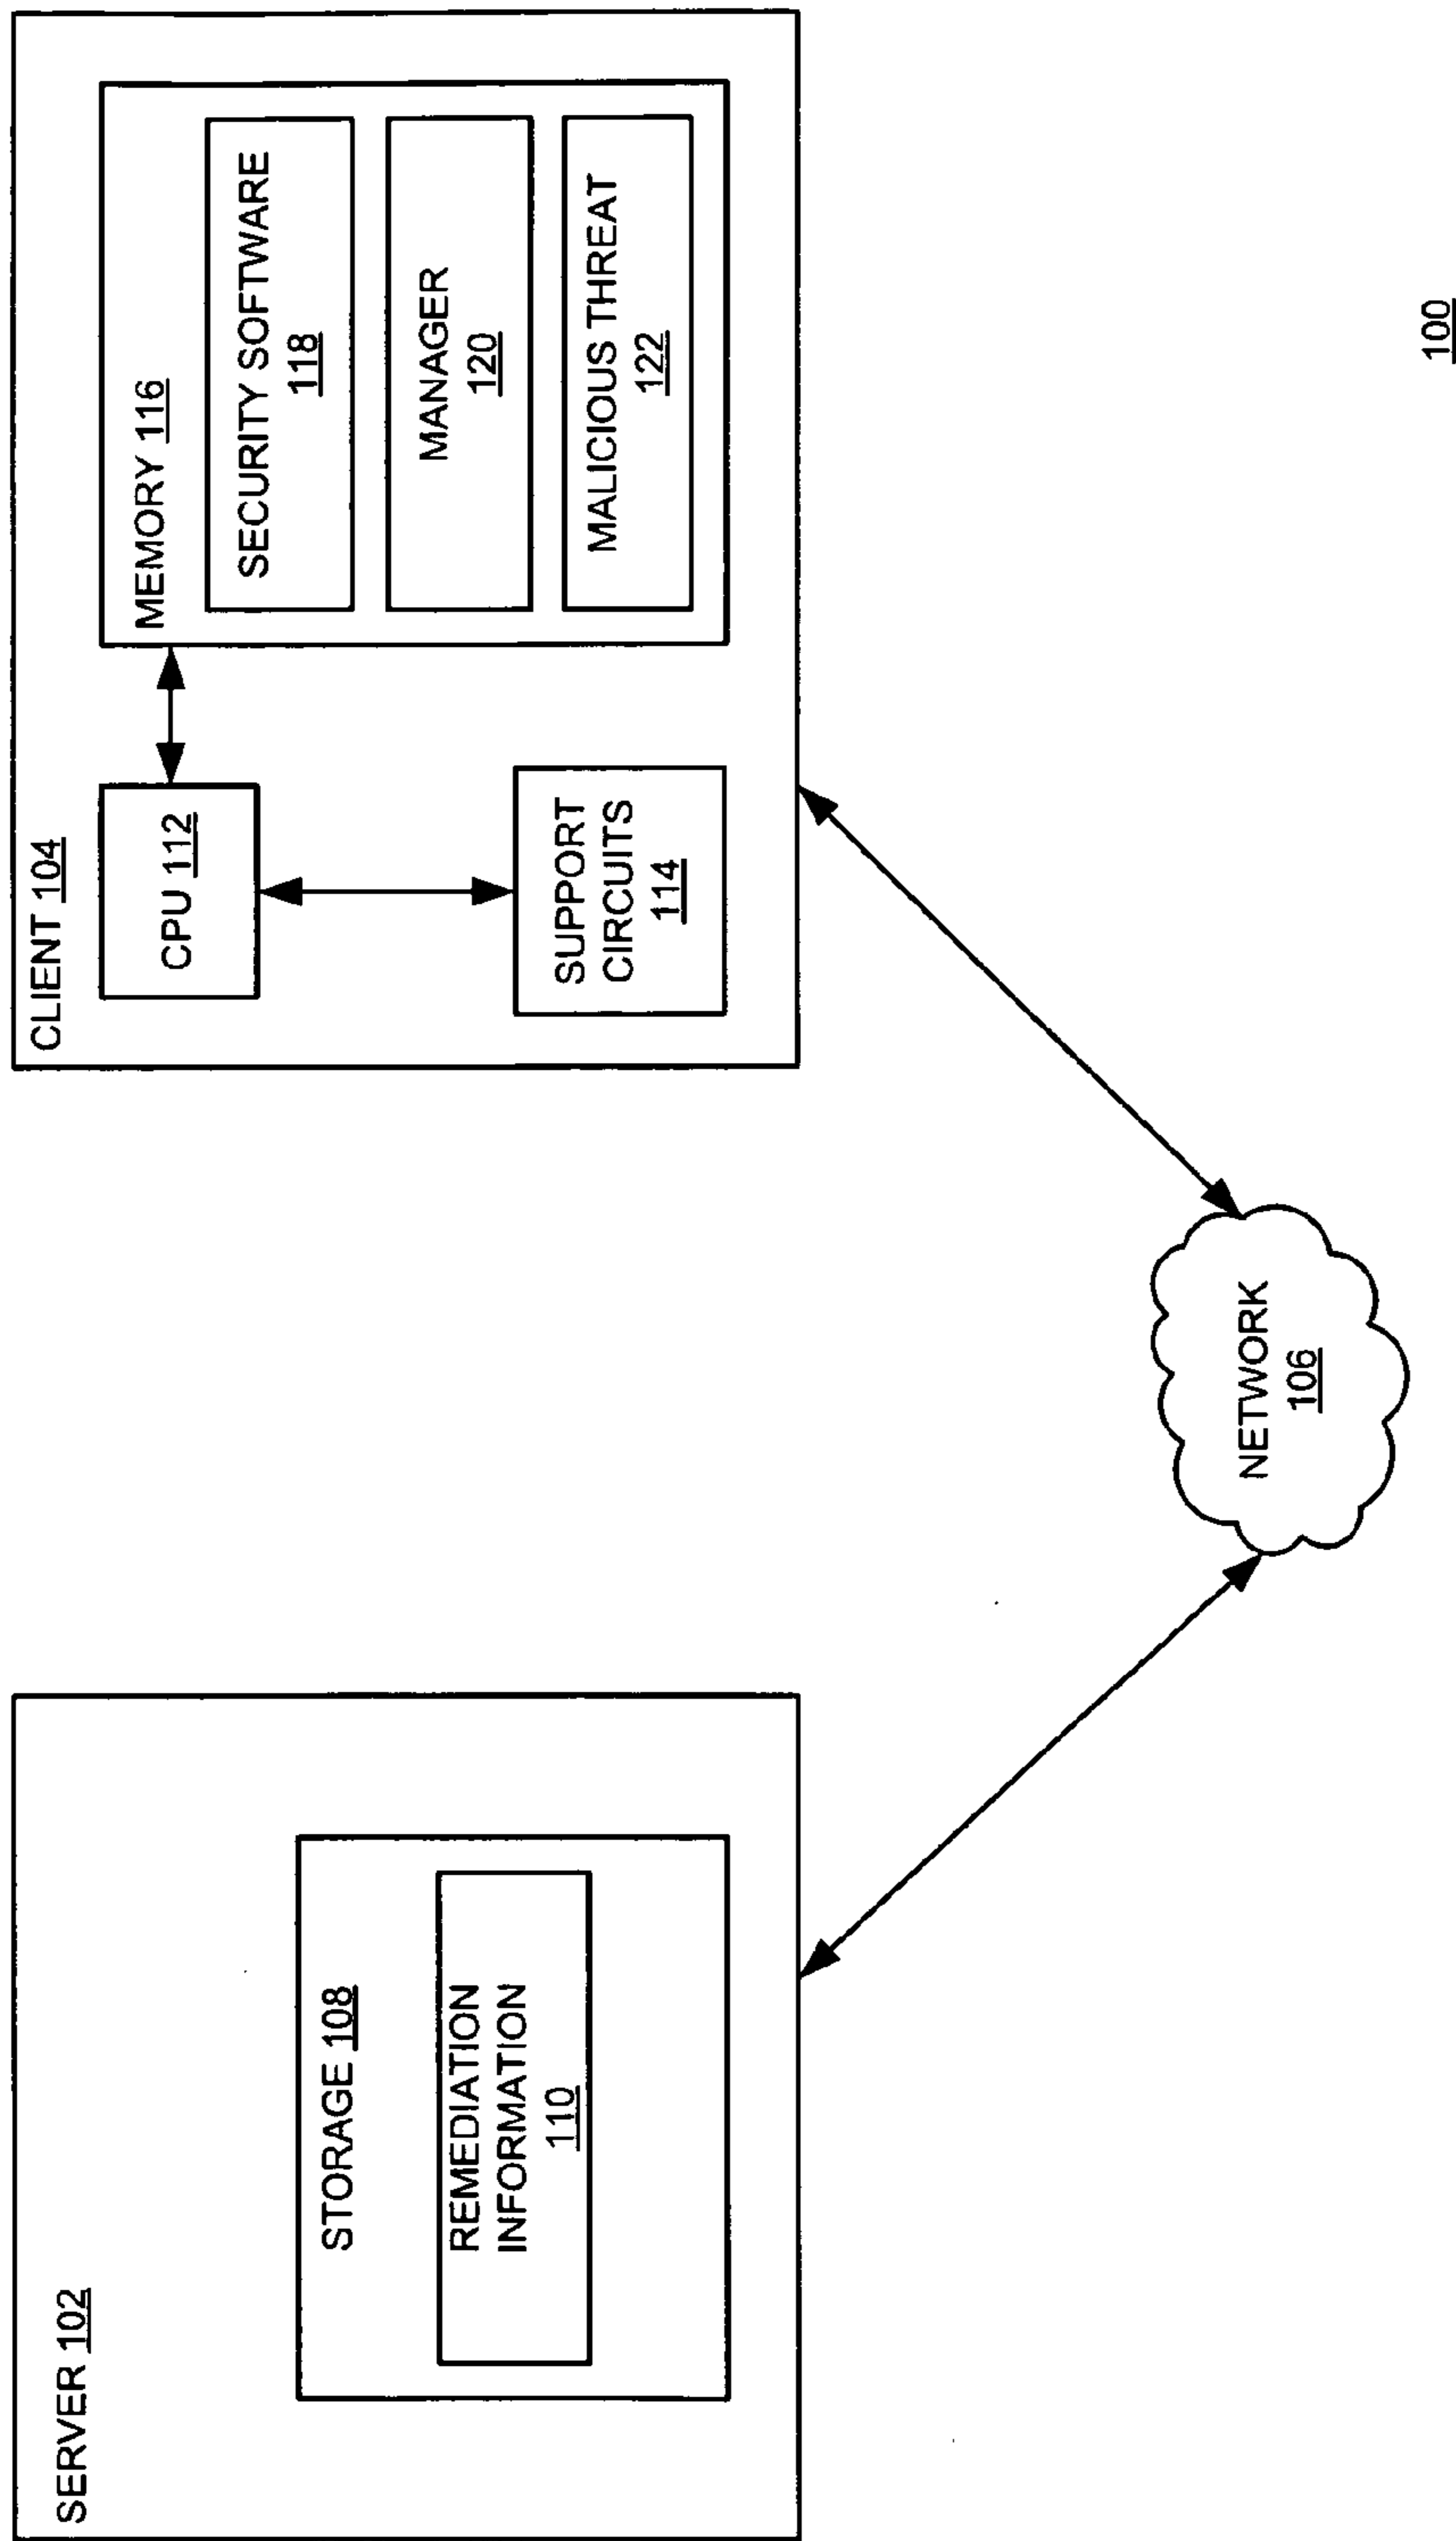 SERVER 102
STORAGE 108
REMEDIATION
INFORMATION
110
CLIENT 104
CPU 112
SUPPORT
CIRCUITS
114
MEMORY 116
SECURITY SOFTWARE
118
MANAGER
120
MALICIOUS THREAT
122
NETWORK
106
100